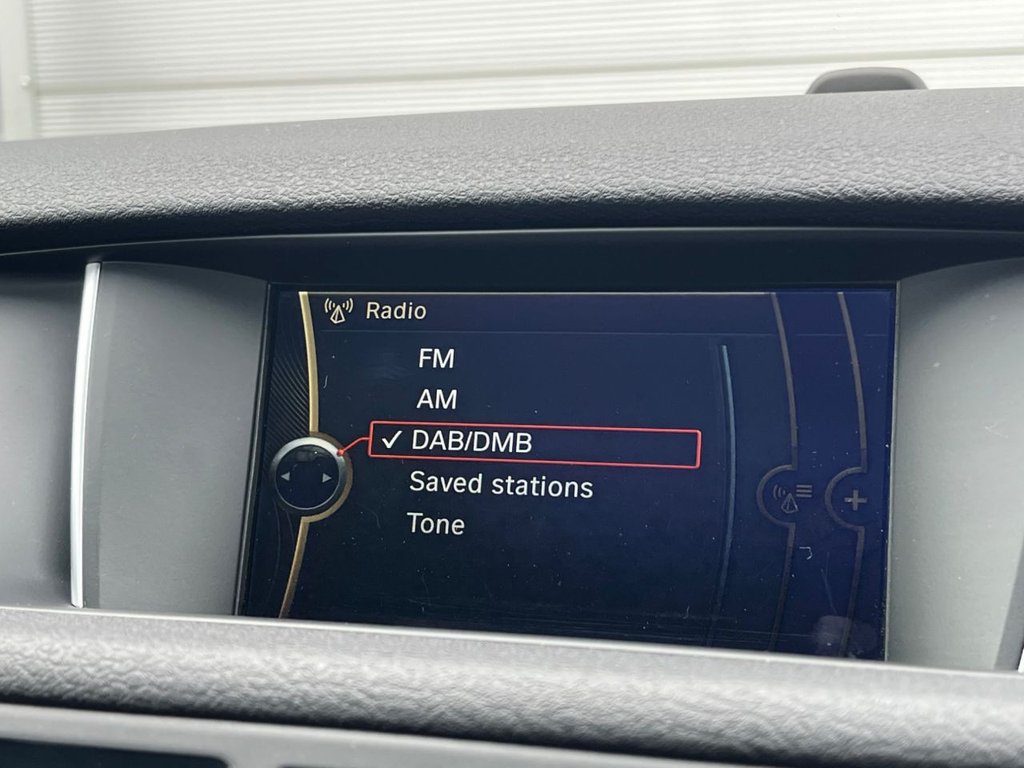 Radio
FM
AM
✓ DAB/DMB
Saved stations
Tone